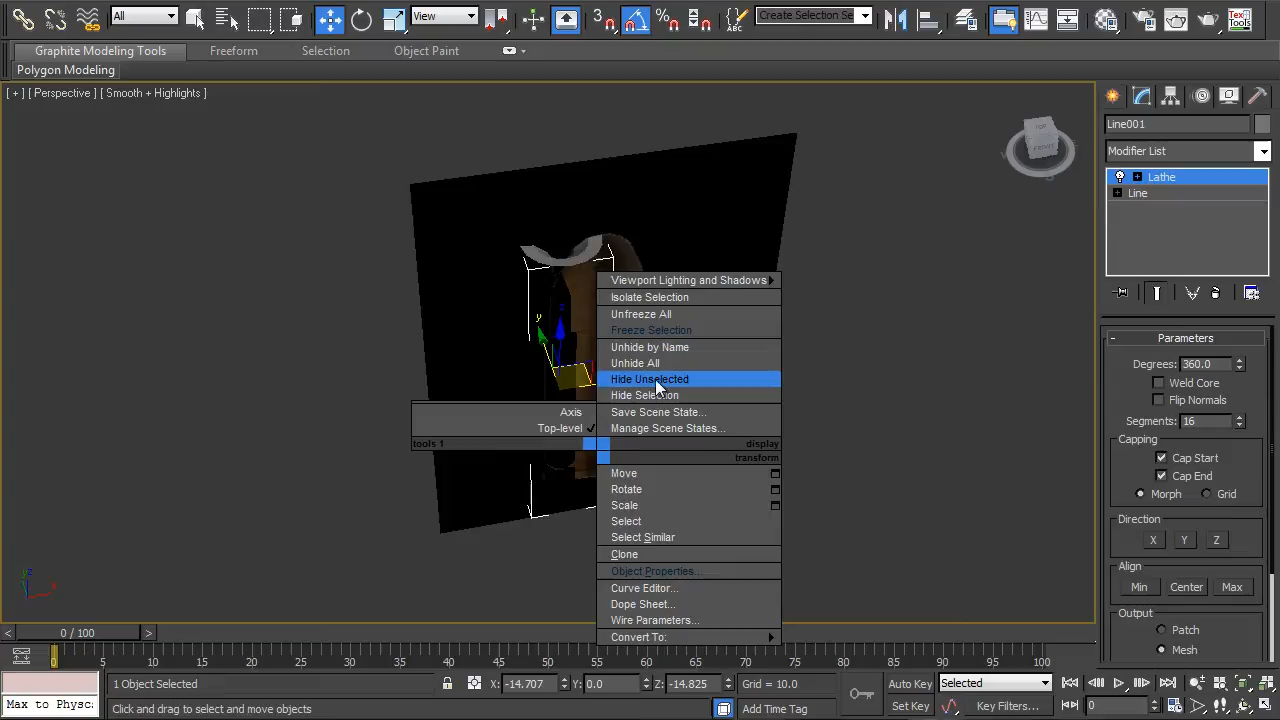 All
View
3
Create Selection Se
Tex Tools
Graphite Modeling Tools
Freeform
Selection
Object Paint
Polygon Modeling
[ + ] [ Perspective ] [ Smooth + Highlights ]
TOP
FRONT
Line001
Modifier List
Lathe
Line
Viewport Lighting and Shadows
Isolate Selection
Unfreeze All
Freeze Selection
Unhide by Name
Unhide All
Hide Unselected
Hide Selection
Save Scene State...
Manage Scene States...
Axis
Top-level
tools 1
display
transform
Move
Rotate
Scale
Select
Select Similar
Clone
Object Properties...
Curve Editor...
Dope Sheet...
Wire Parameters...
Convert To:
x
y
z
Parameters
Degrees: 360.0
Weld Core
Flip Normals
Segments: 16
Capping
Cap Start
Cap End
Morph Grid
Direction
X Y Z
Align
Min Center Max
Output
Patch
Mesh
0 / 100
0 5 10 15 20 25 30 35 40 45 50 55 60 65 70 75 80 85 90 95 100
1 Object Selected
X: -14.707 Y: 0.0 Z: -14.825 Grid = 10.0
Auto Key Selected
Max to Physc
Click and drag to select and move objects
Add Time Tag
Set Key Key Filters... 0